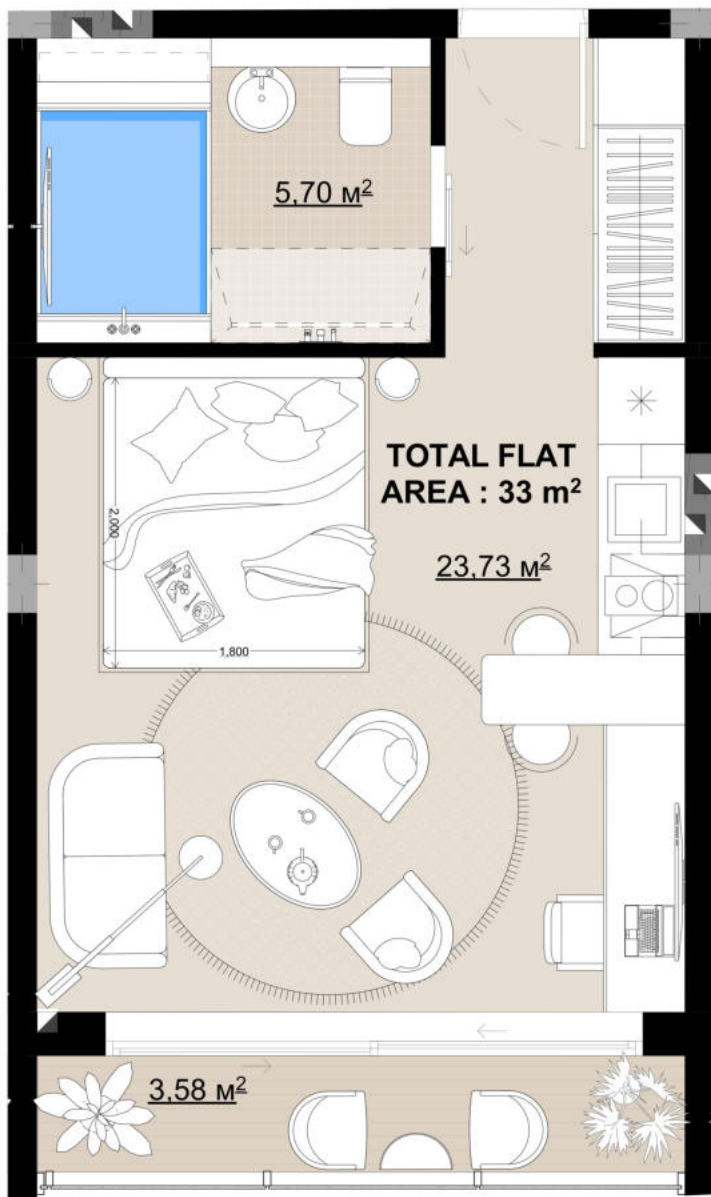 5,70 м²
TOTAL FLAT
AREA : 33 m²
23,73 м²
2,000
1,800
3,58 м²